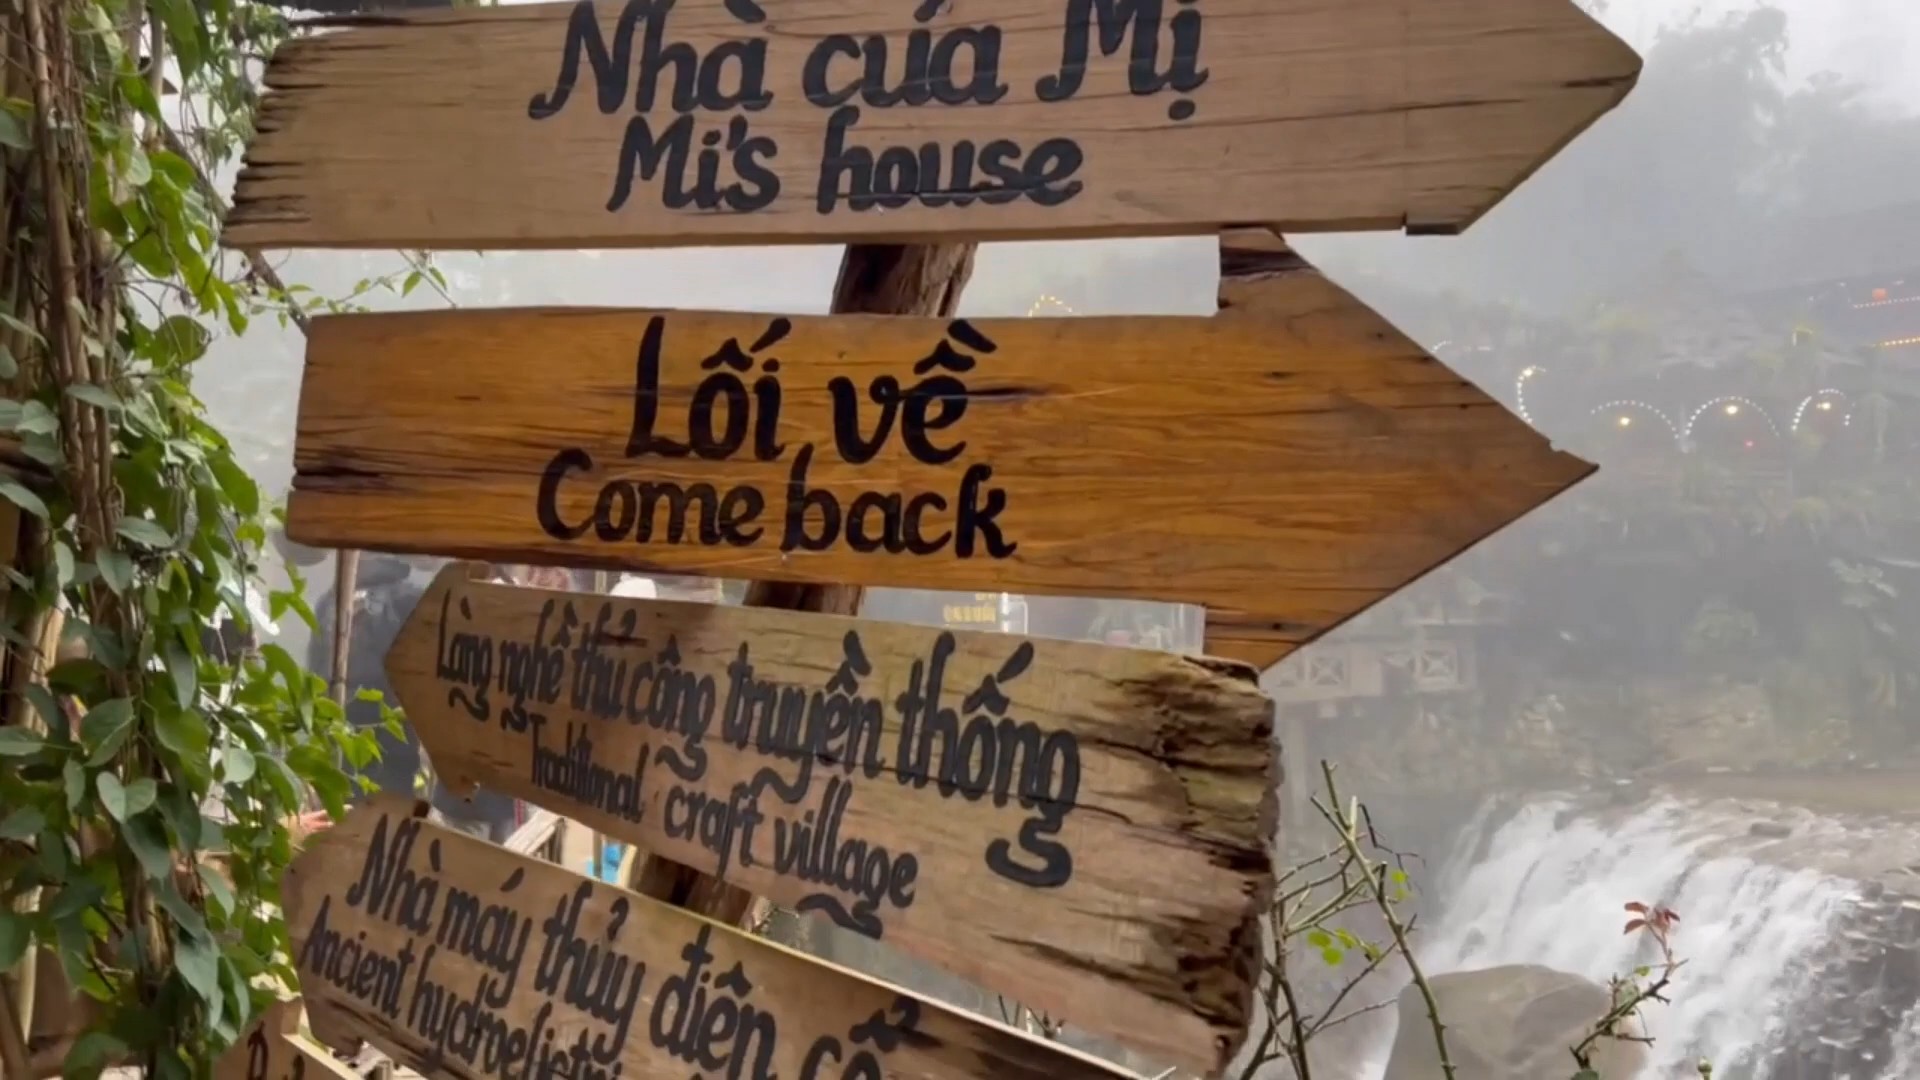 Nhà của Mị
Mi's house
Lối về
Come back
Làng nghề thủ công truyền thống
Traditional craft village
Nhà máy thủy điện cổ
Ancient